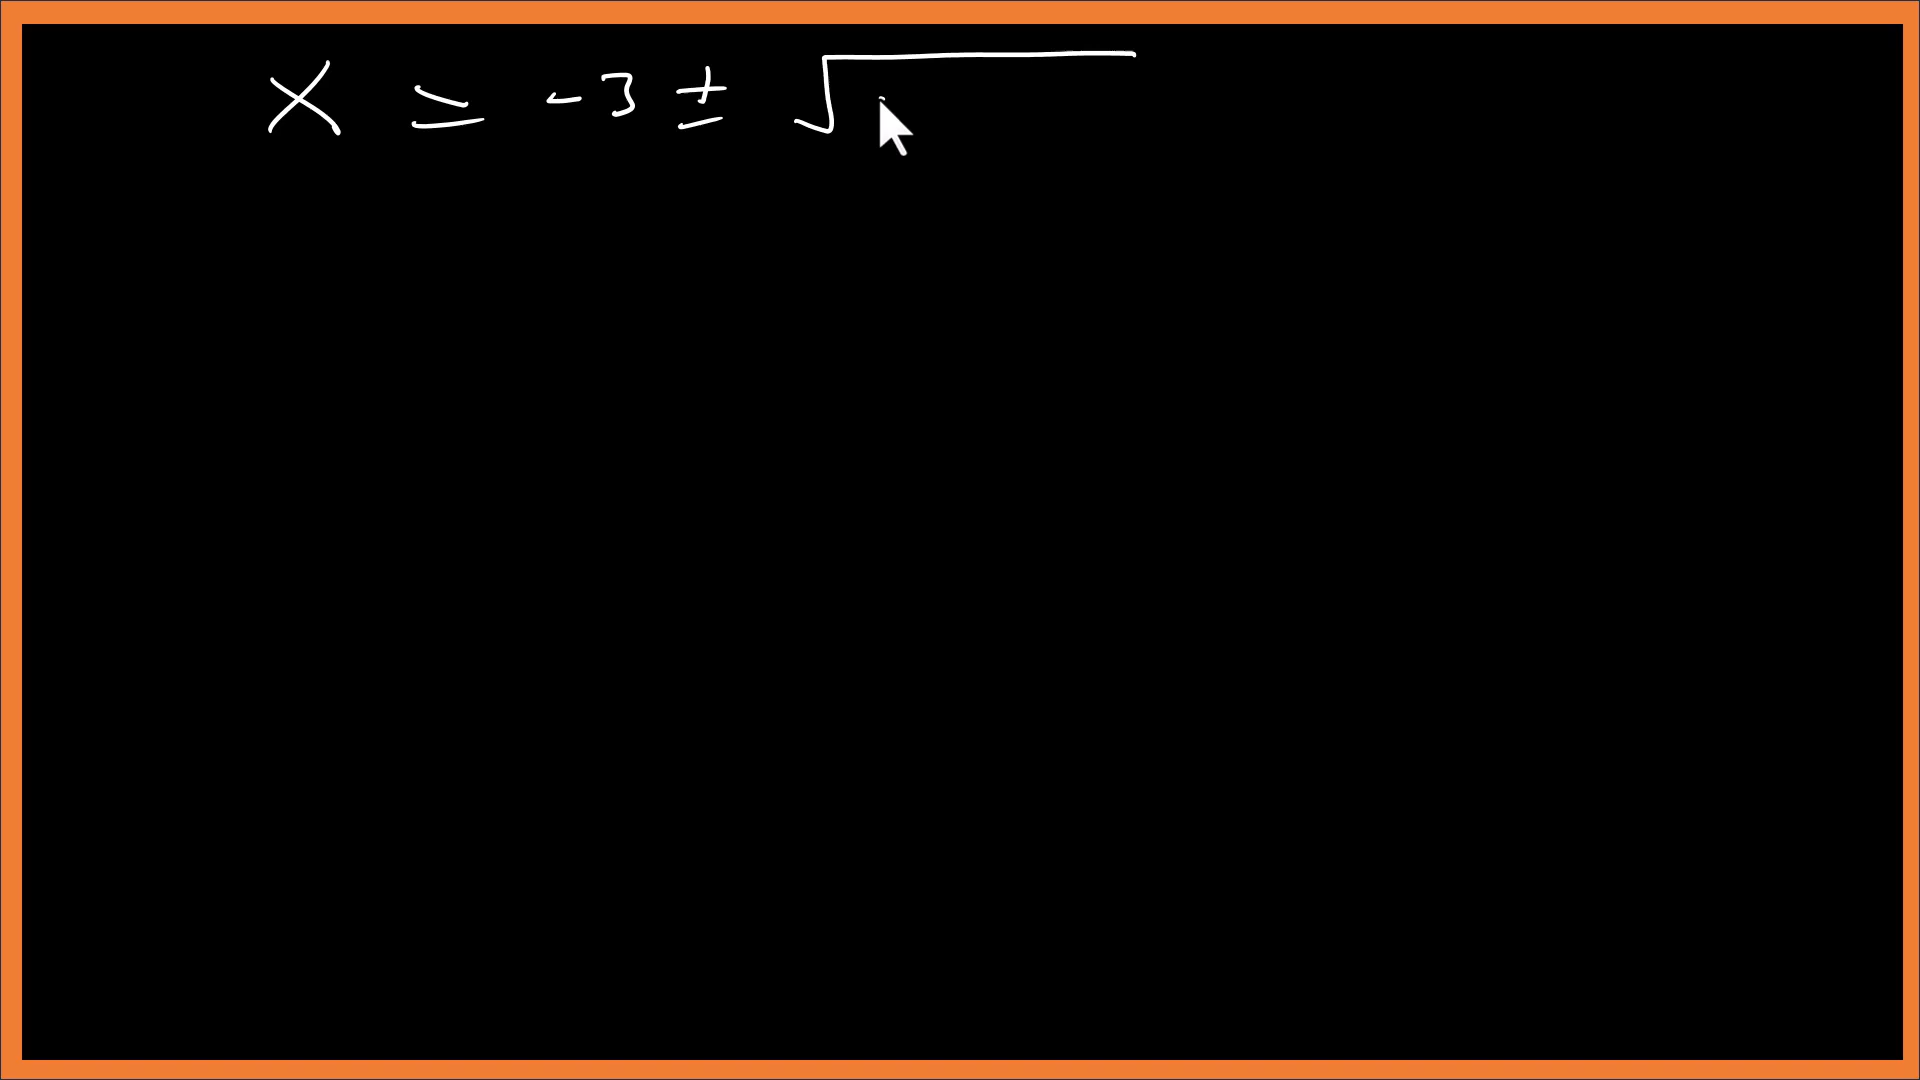 x = -3 ± √